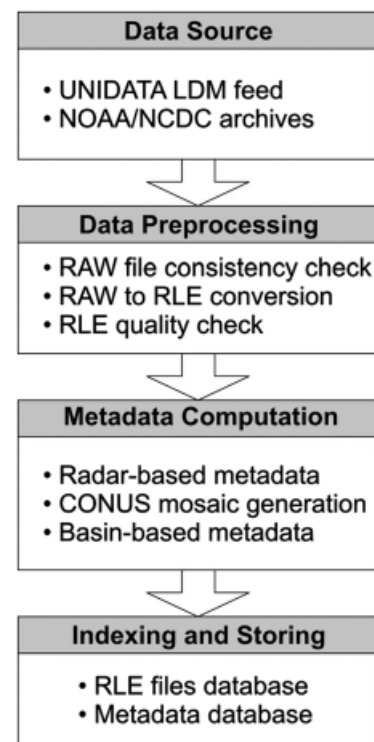 Data Source
• UNIDATA LDM feed
• NOAA/NCDC archives
Data Preprocessing
• RAW file consistency check
• RAW to RLE conversion
• RLE quality check
Metadata Computation
• Radar-based metadata
• CONUS mosaic generation
• Basin-based metadata
Indexing and Storing
• RLE files database
• Metadata database